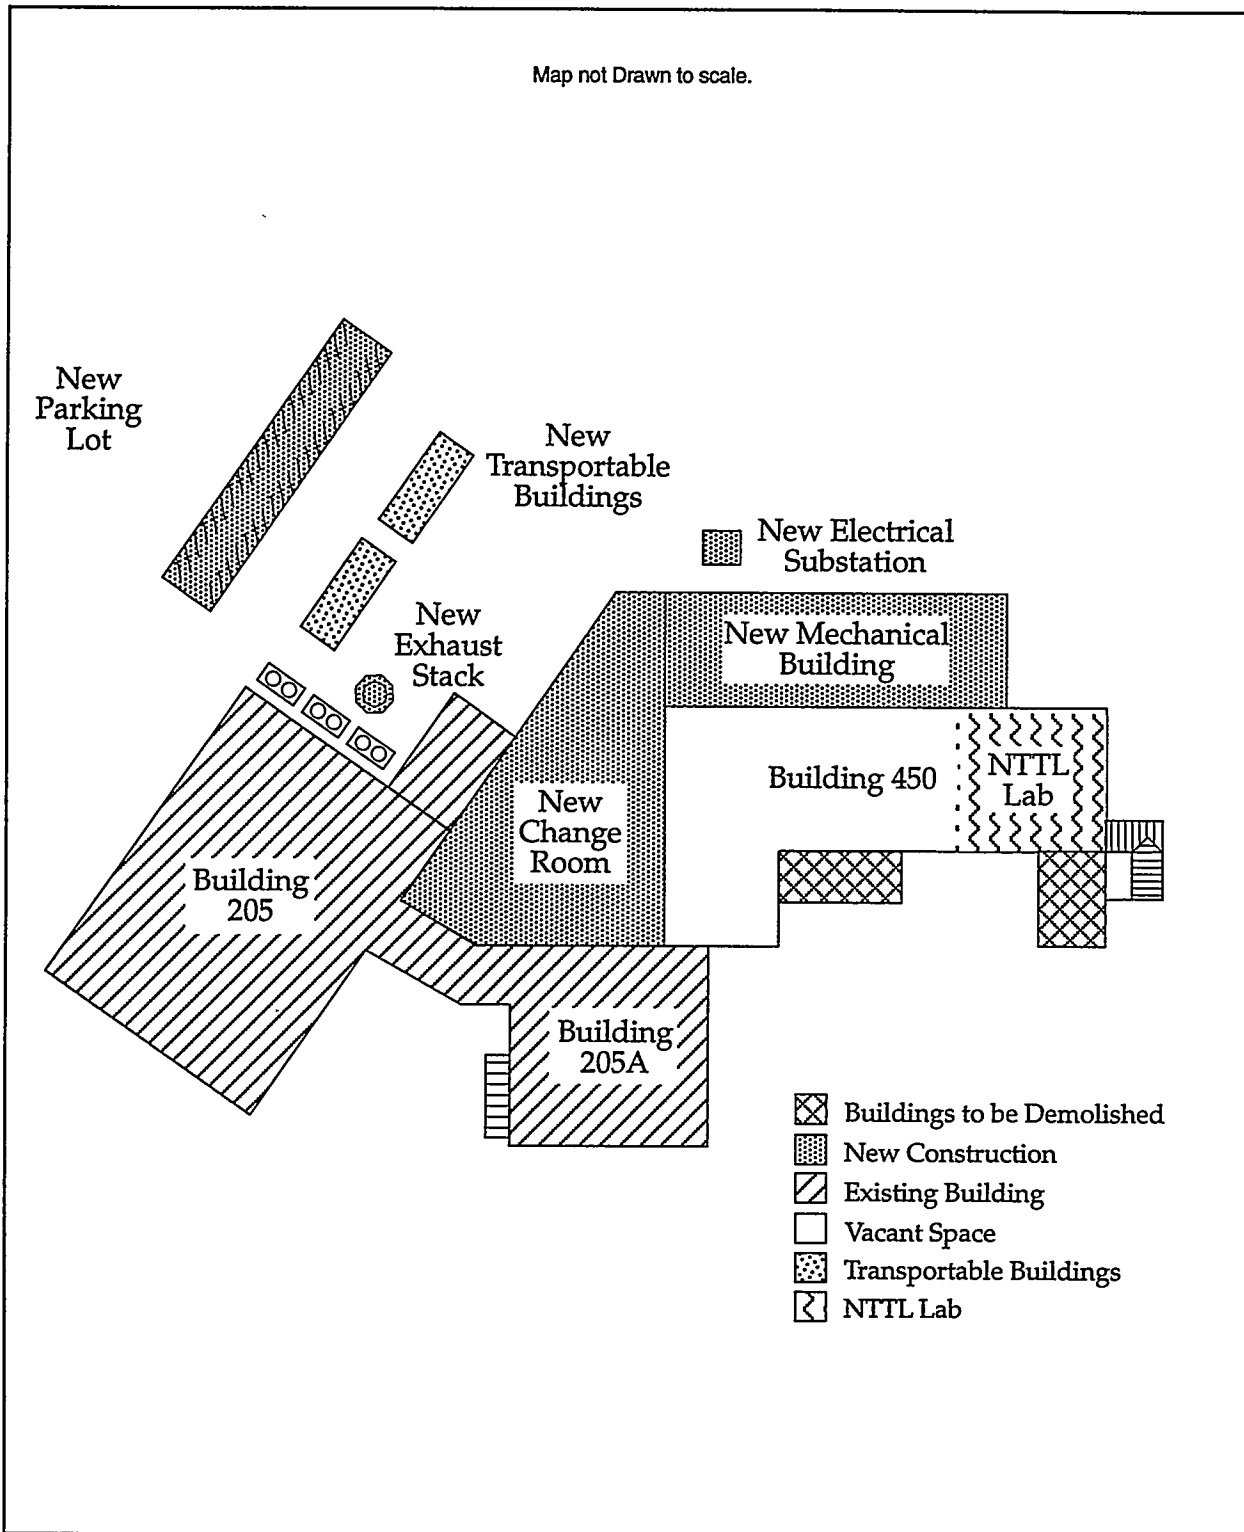 Map not Drawn to scale.
New
Parking
Lot
New
Transportable
Buildings
New Electrical
Substation
New
Exhaust
Stack
New Mechanical
Building
Building 450
NTTL
Lab
New
Change
Room
Building
205
Building
205A
Buildings to be Demolished
New Construction
Existing Building
Vacant Space
Transportable Buildings
NTTL Lab